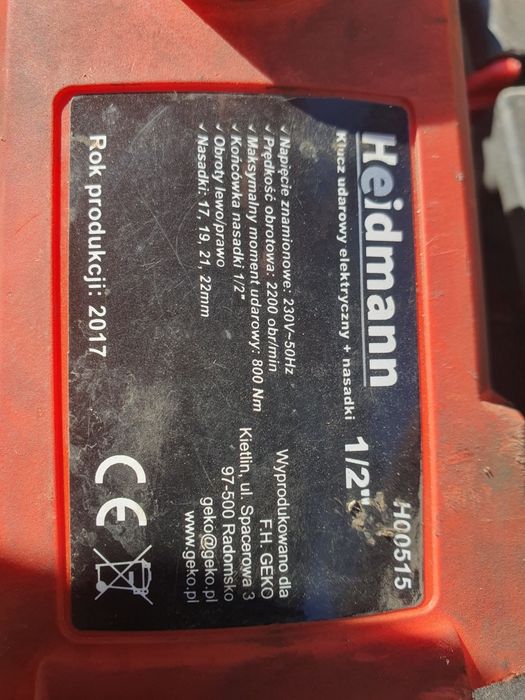 Heidmann
H00515
Klucz udarowy elektryczny + nasadki 1/2"
✓ Napięcie znamionowe: 230V~50Hz
✓ Prędkość obrotowa: 2200 obr/min
✓ Maksymalny moment udarowy: 800 Nm
✓ Końcówka nasadki 1/2"
✓ Obroty lewo/prawo
✓ Nasadki: 17, 19, 21, 22mm
Wyprodukowano dla
F.H. GEKO
Kietlin, ul. Spacerowa 3
97-500 Radomsko
geko@geko.pl
www.geko.pl
Rok produkcji: 2017
CE